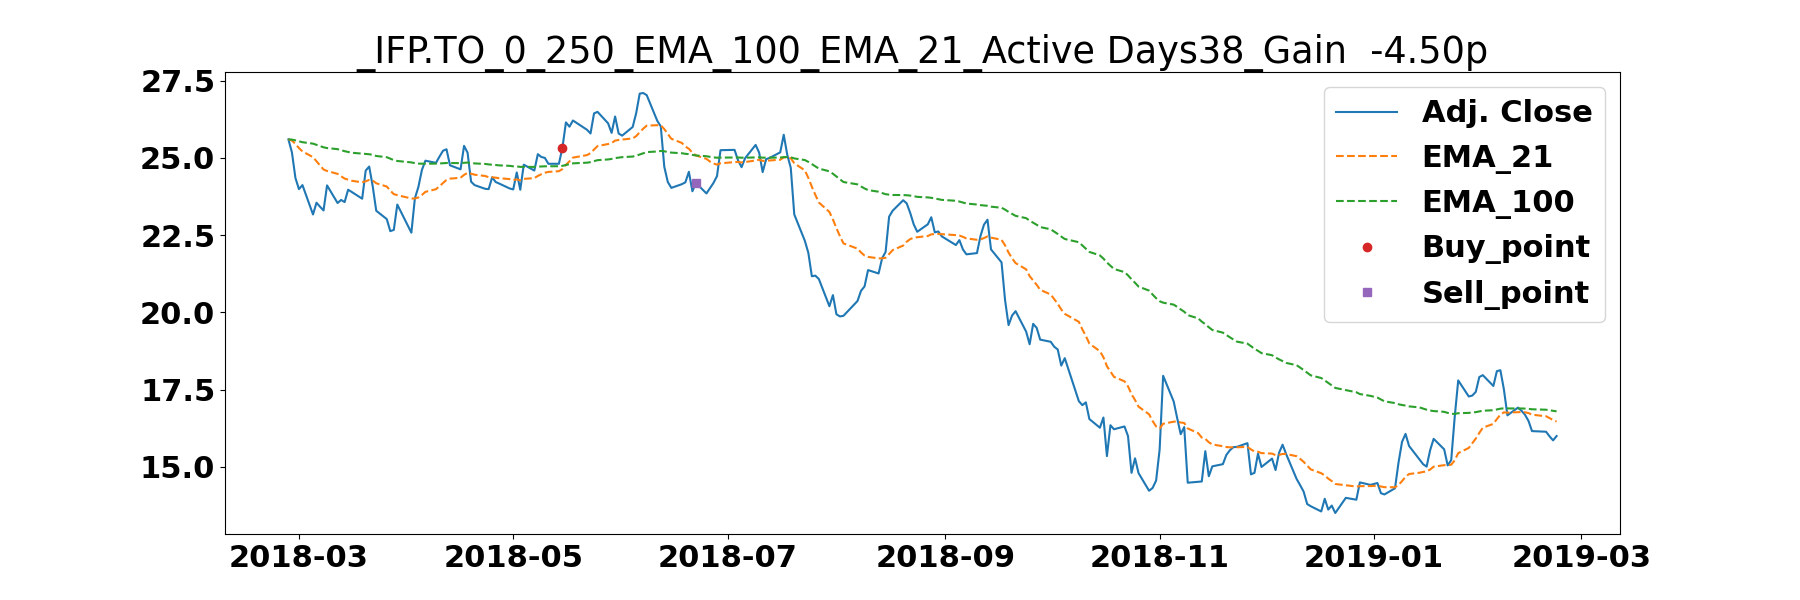 _IFP.TO_0_250_EMA_100_EMA_21_Active Days38_Gain  -4.50p
27.5
25.0
22.5
20.0
17.5
15.0
Adj. Close
EMA_21
EMA_100
Buy_point
Sell_point
2018-03 2018-05 2018-07 2018-09 2018-11 2019-01 2019-03